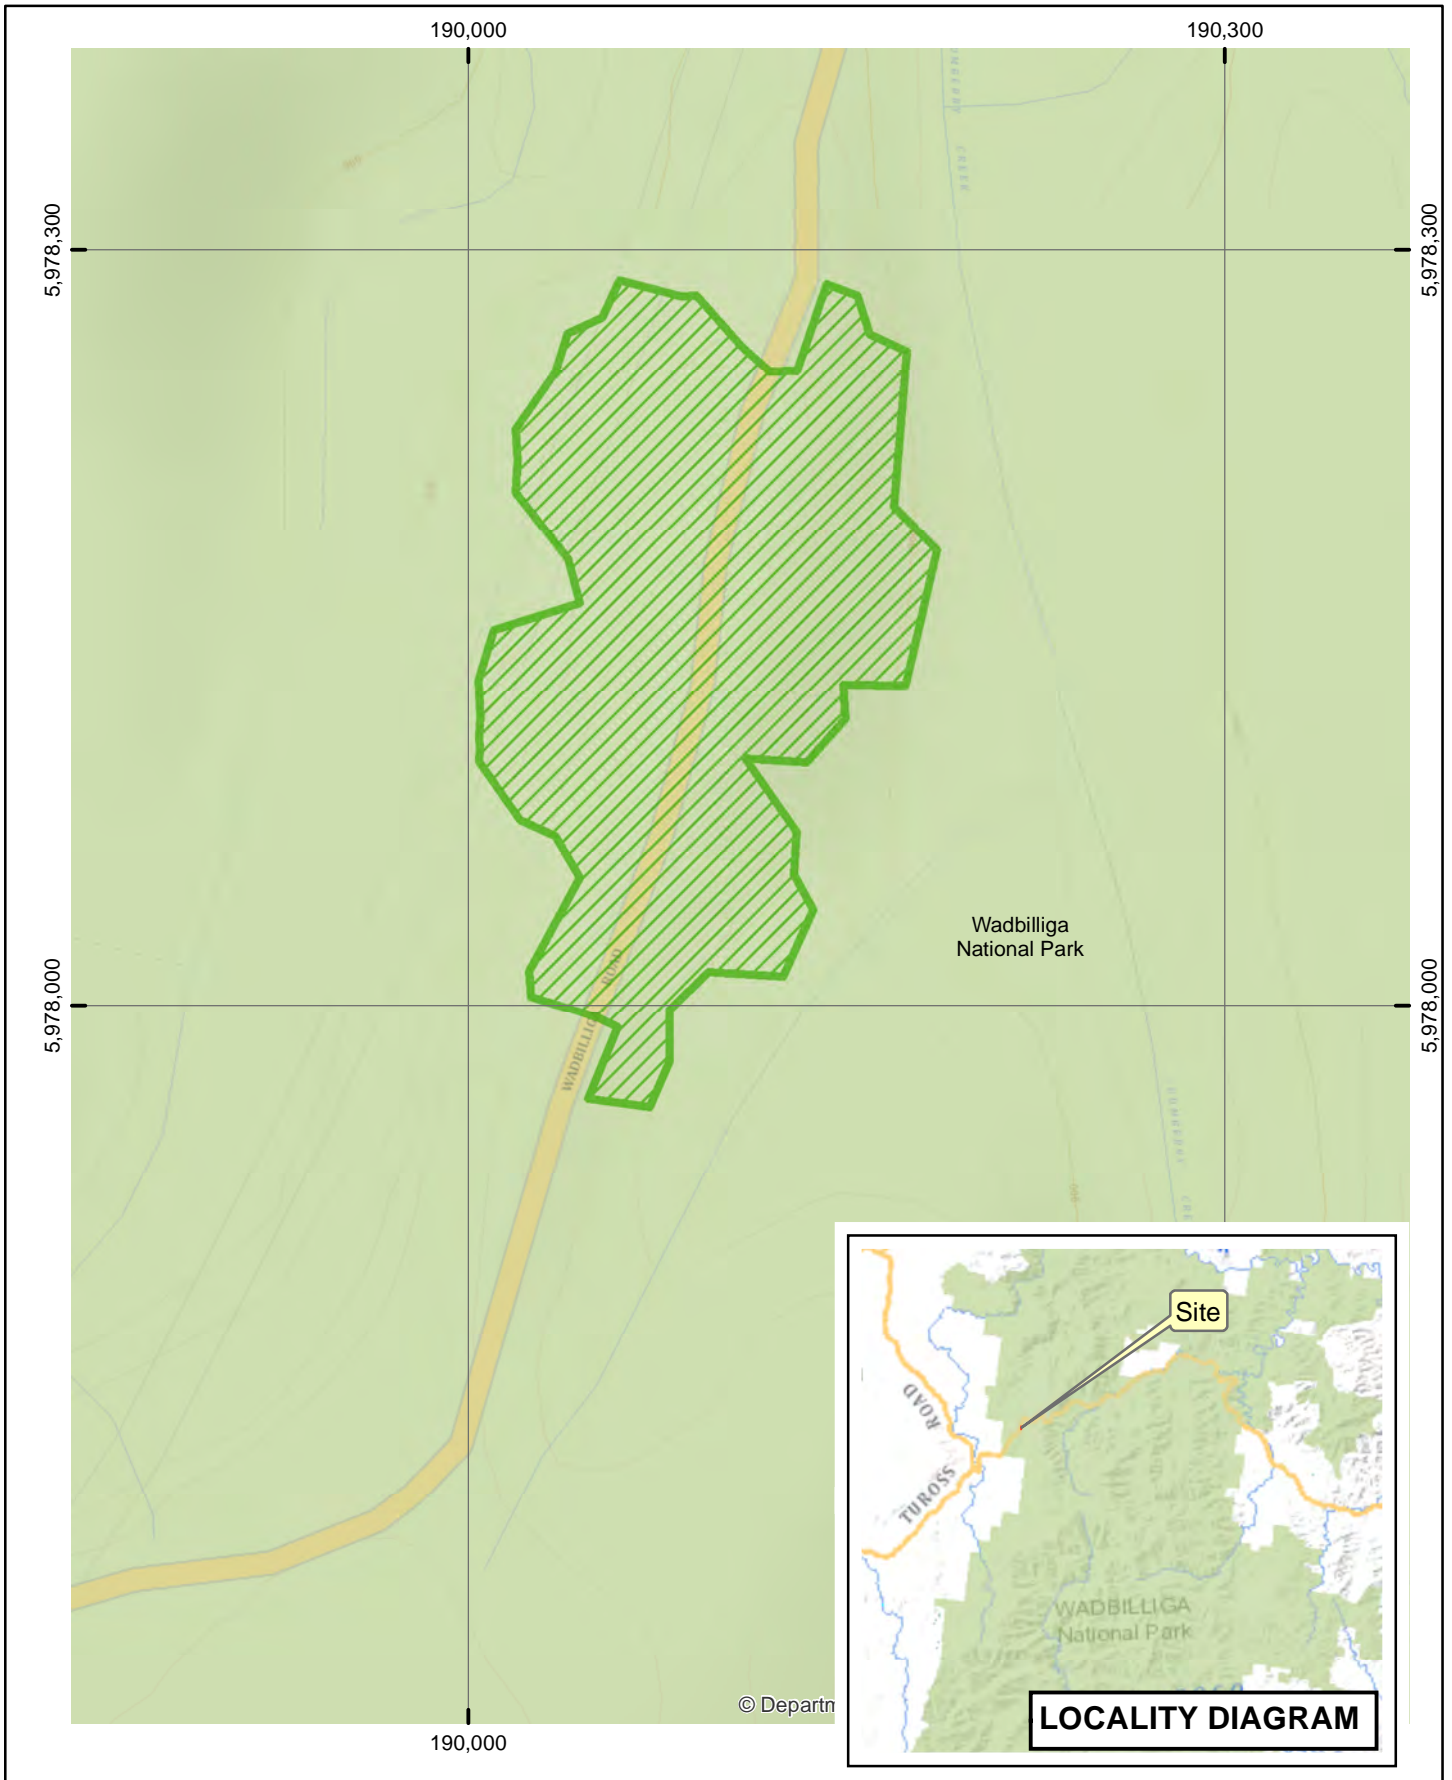 190,000
190,300
5,978,300
5,978,300
CREEK
ROAD
Wadbilliga
National Park
5,978,000
5,978,000
Site
ROAD
TUROSS
WADBILLIGA
National Park
© Departm
LOCALITY DIAGRAM
190,000